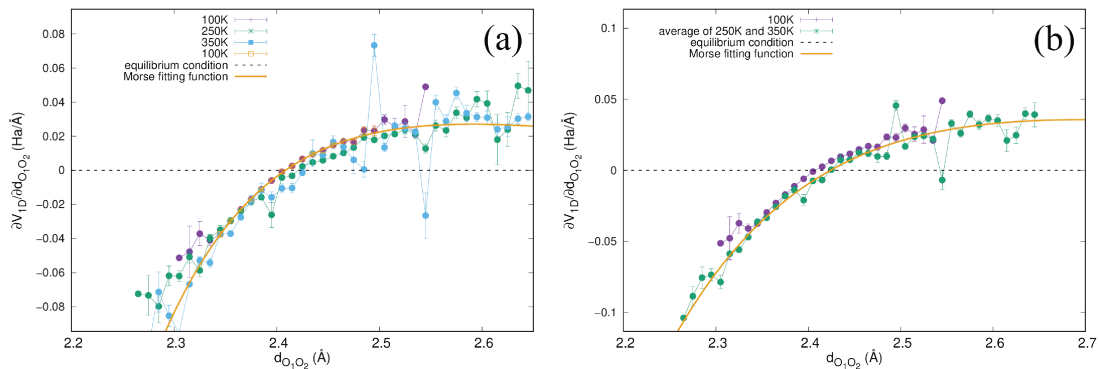 (a)
100K
250K
350K
100K
equilibrium condition
Morse fitting function
0.08
0.06
0.04
0.02
0
−0.02
−0.04
−0.06
−0.08
∂V1D/∂dO1O2 (Ha/Å)
2.2
2.3
2.4
2.5
2.6
dO1O2 (Å)
(b)
100K
average of 250K and 350K
equilibrium condition
Morse fitting function
0.1
0.05
0
−0.05
−0.1
∂V1D/∂dO1O2 (Ha/Å)
2.2
2.3
2.4
2.5
2.6
2.7
dO1O2 (Å)